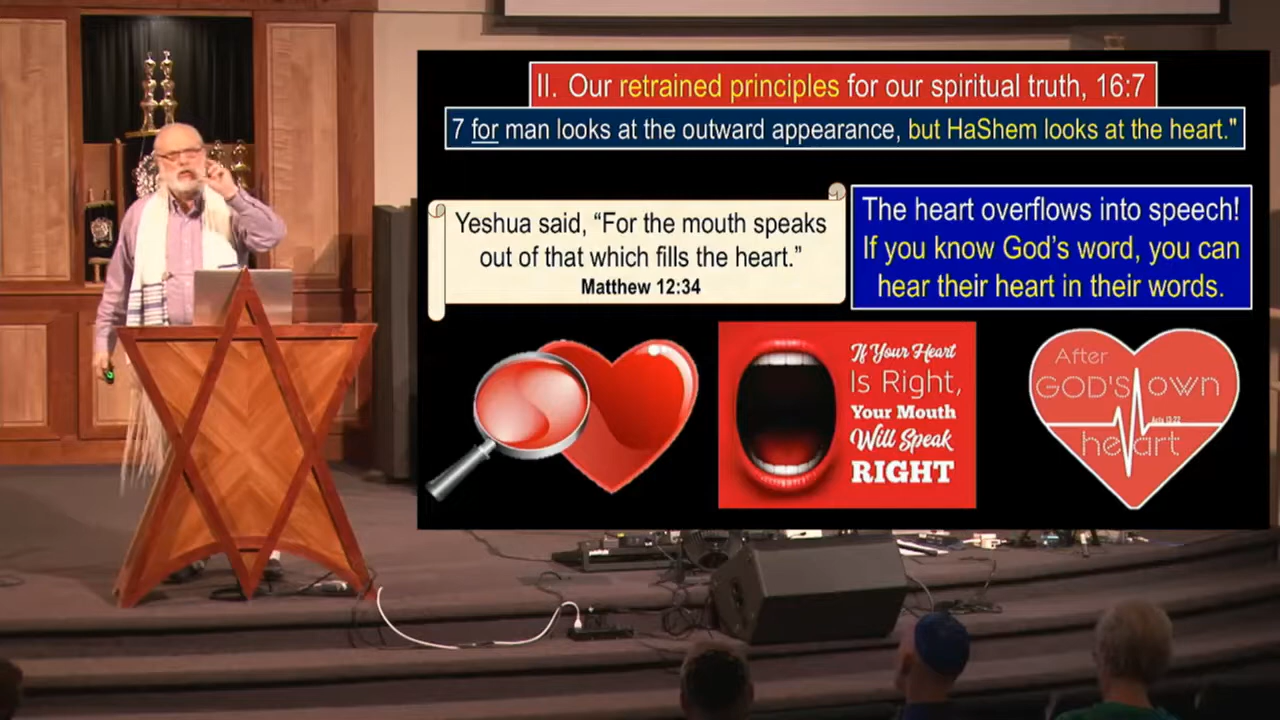 II. Our retrained principles for our spiritual truth, 16:7
7 for man looks at the outward appearance, but HaShem looks at the heart."
Yeshua said, “For the mouth speaks
out of that which fills the heart.”
Matthew 12:34
The heart overflows into speech!
If you know God’s word, you can
hear their heart in their words.
If Your Heart
Is Right,
Your Mouth
Will Speak
RIGHT
After
GOD'S own
Acts 13:22
heart